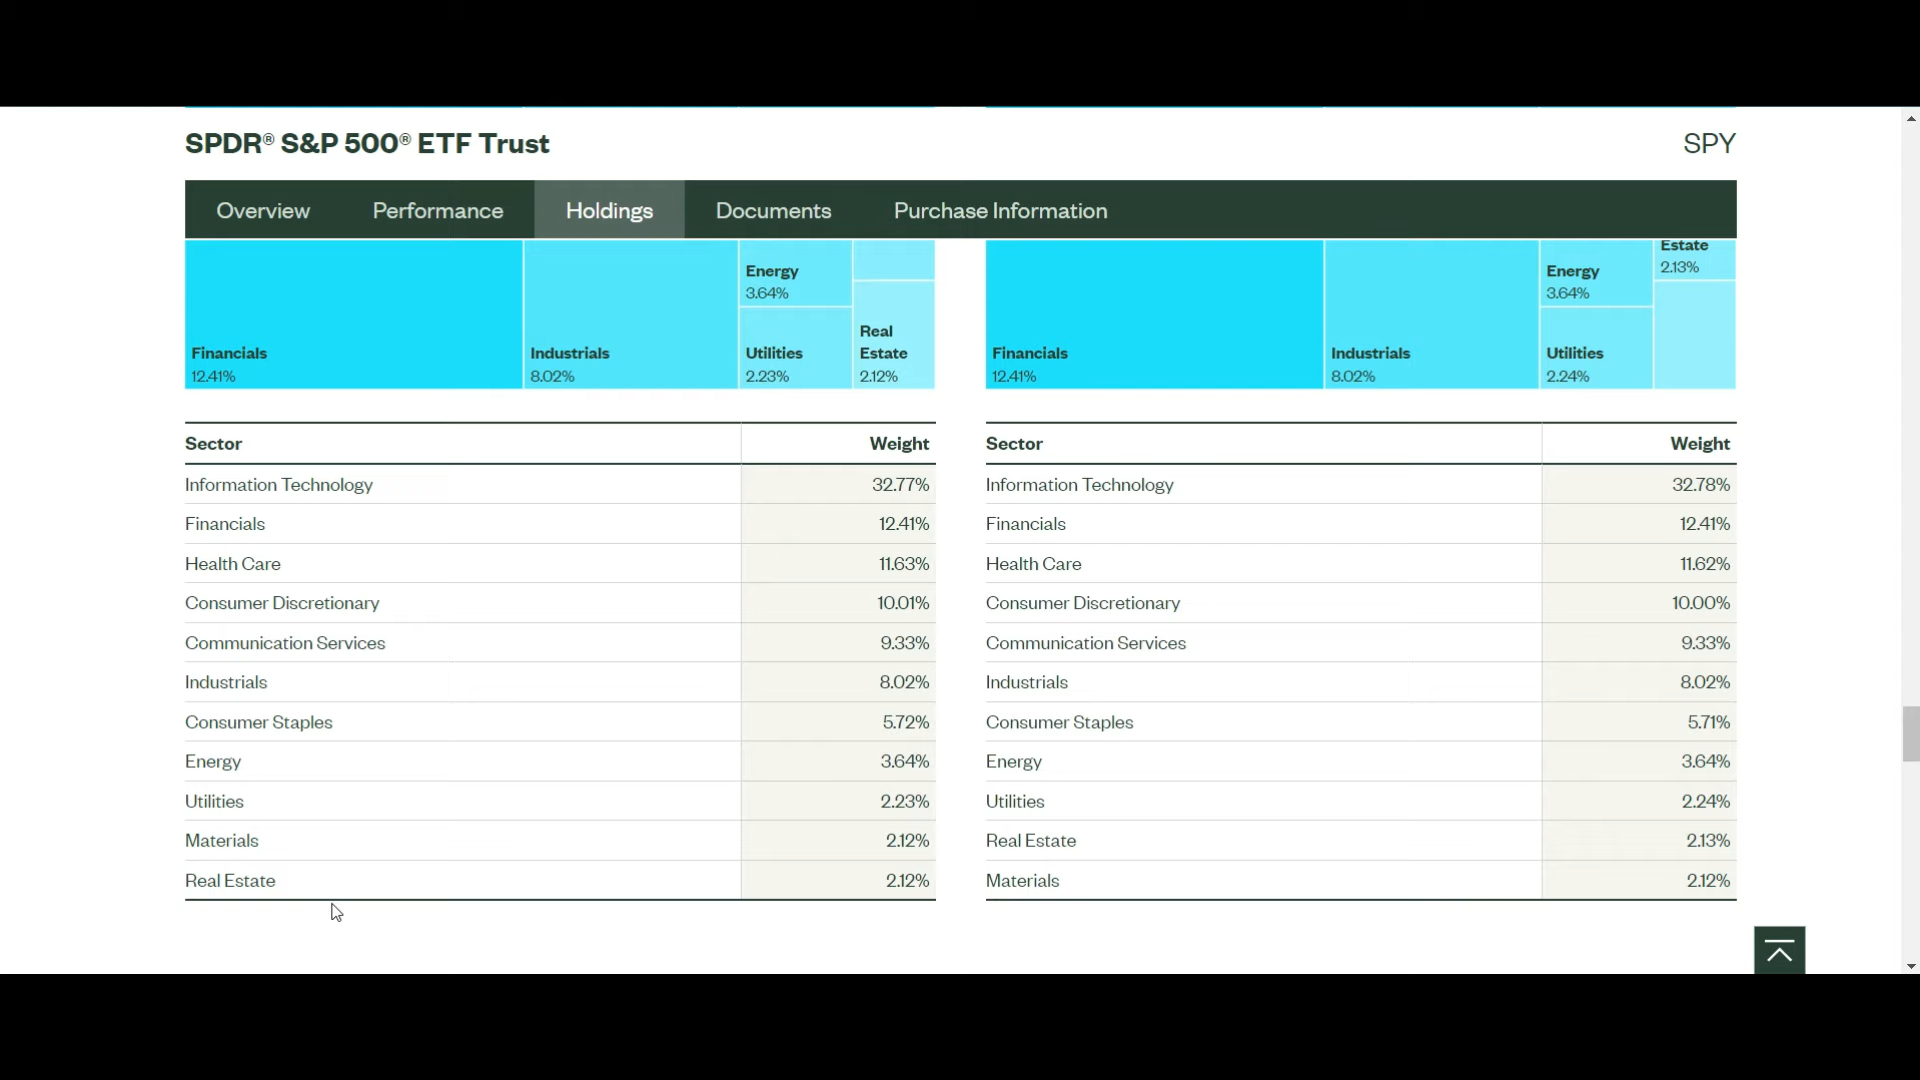 SPDR® S&P 500® ETF Trust
SPY
Overview Performance Holdings Documents Purchase Information
Energy
3.64%
Financials
12.41%
Industrials
8.02%
Utilities
2.23%
Real
Estate
2.12%
Estate
2.13%
Energy
3.64%
Financials
12.41%
Industrials
8.02%
Utilities
2.24%
Sector Weight
Information Technology 32.77%
Financials 12.41%
Health Care 11.63%
Consumer Discretionary 10.01%
Communication Services 9.33%
Industrials 8.02%
Consumer Staples 5.72%
Energy 3.64%
Utilities 2.23%
Materials 2.12%
Real Estate 2.12%
Sector Weight
Information Technology 32.78%
Financials 12.41%
Health Care 11.62%
Consumer Discretionary 10.00%
Communication Services 9.33%
Industrials 8.02%
Consumer Staples 5.71%
Energy 3.64%
Utilities 2.24%
Real Estate 2.13%
Materials 2.12%